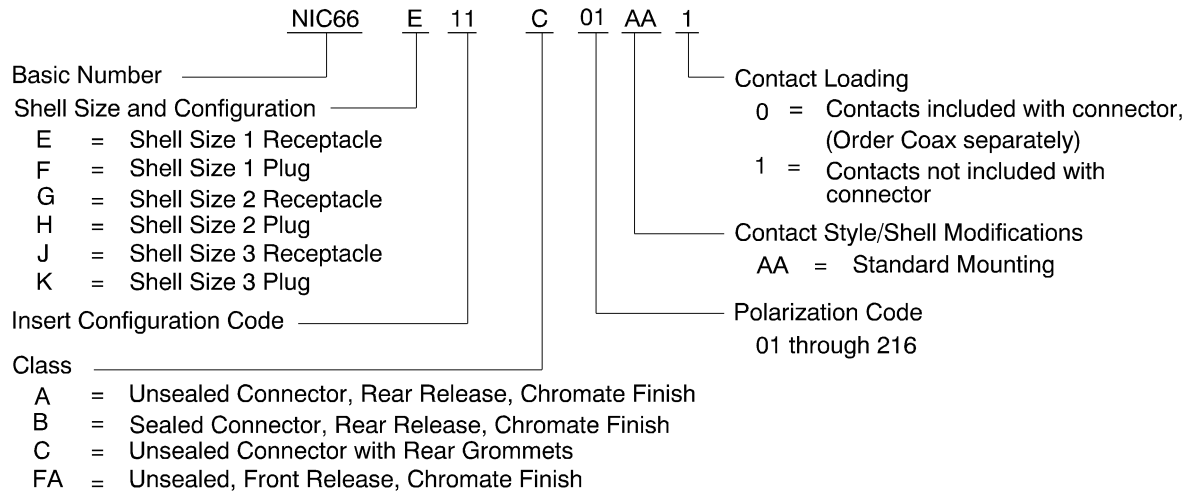 NIC66 E 11 C 01 AA 1
Basic Number
Shell Size and Configuration
E = Shell Size 1 Receptacle
F = Shell Size 1 Plug
G = Shell Size 2 Receptacle
H = Shell Size 2 Plug
J = Shell Size 3 Receptacle
K = Shell Size 3 Plug
Insert Configuration Code
Class
A = Unsealed Connector, Rear Release, Chromate Finish
B = Sealed Connector, Rear Release, Chromate Finish
C = Unsealed Connector with Rear Grommets
FA = Unsealed, Front Release, Chromate Finish
Contact Loading
0 = Contacts included with connector,
(Order Coax separately)
1 = Contacts not included with
connector
Contact Style/Shell Modifications
AA = Standard Mounting
Polarization Code
01 through 216